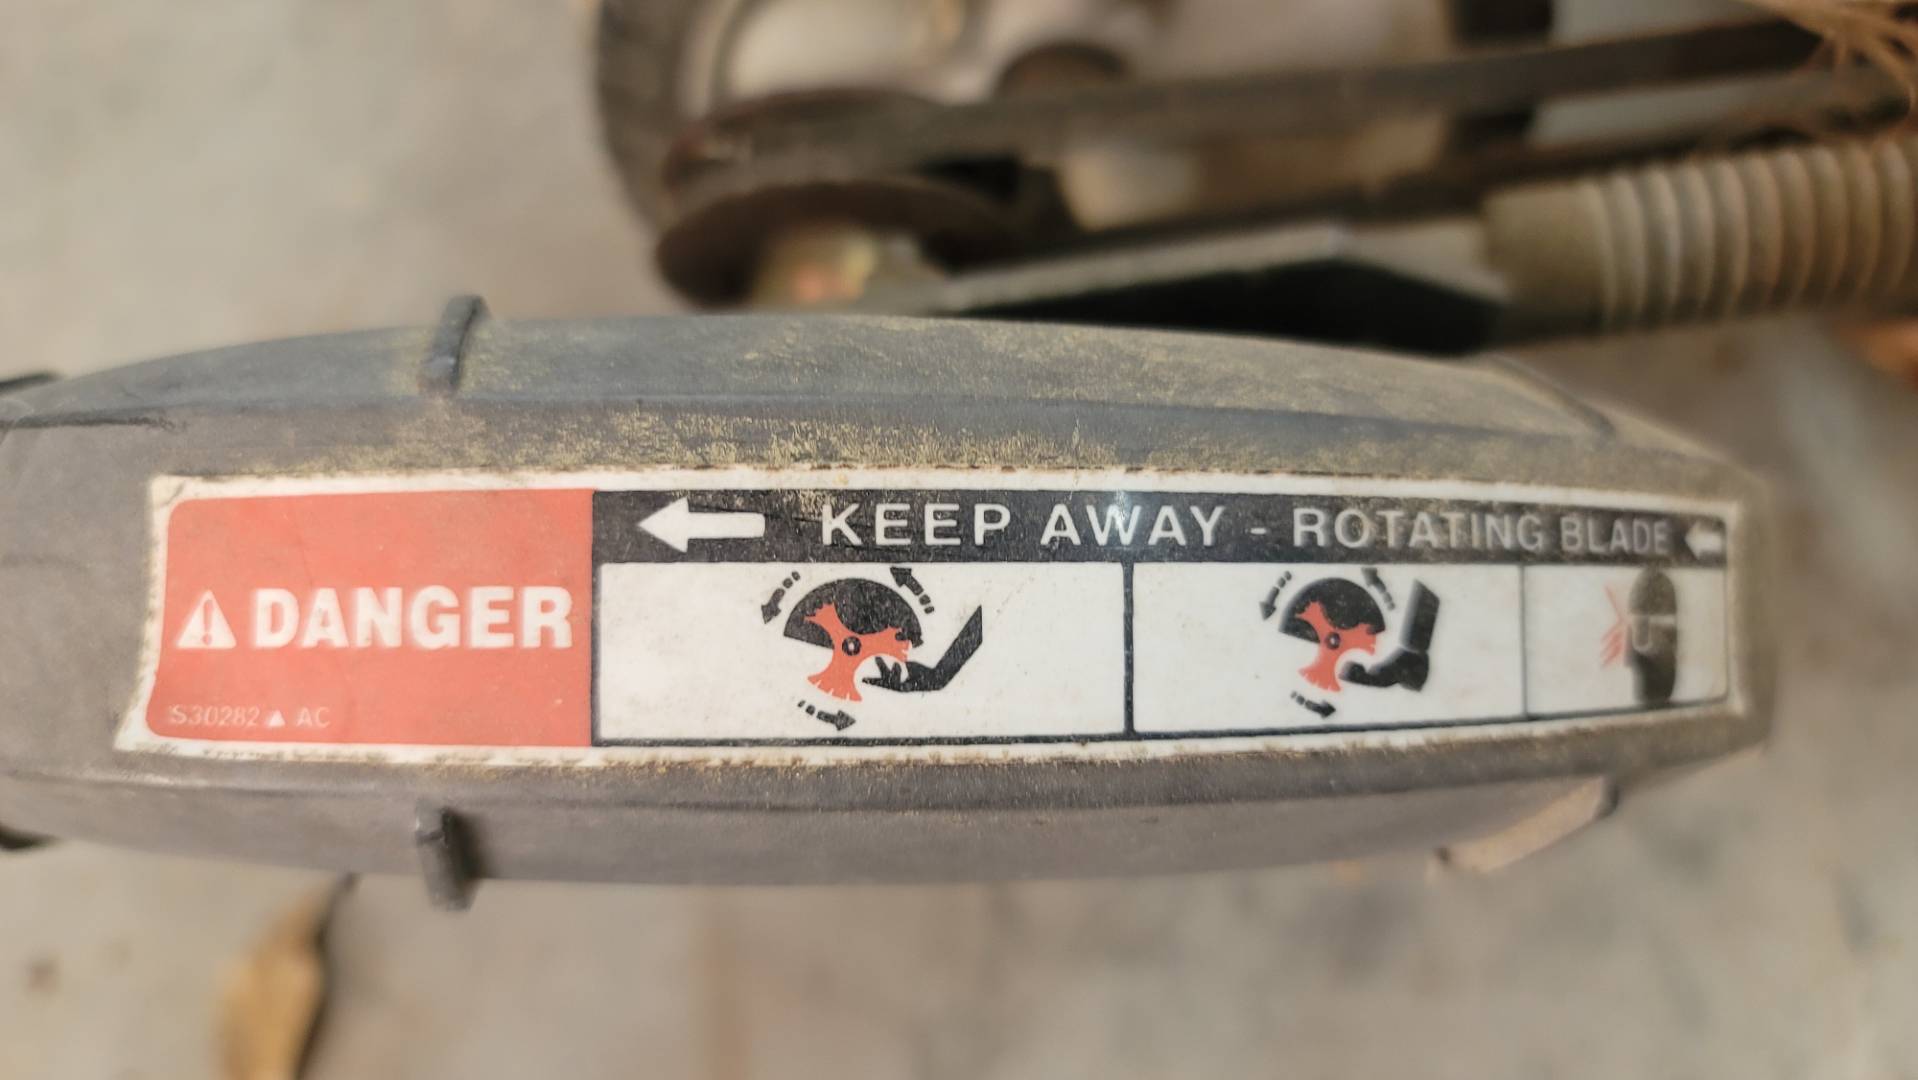 KEEP AWAY - ROTATING BLADE
DANGER
S30282 AC